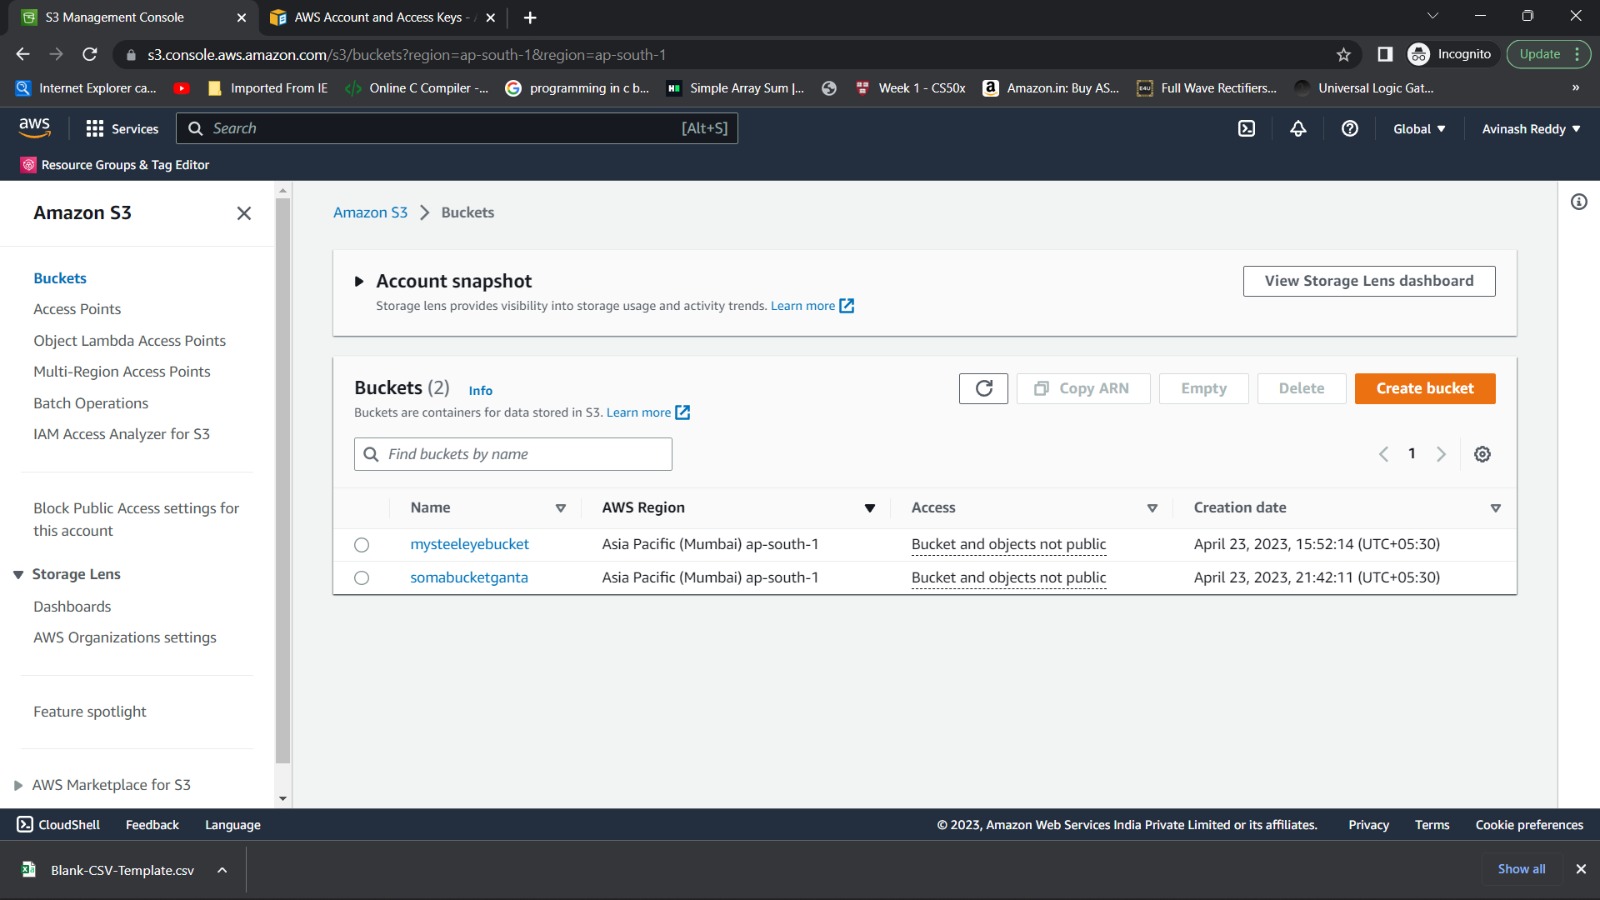 S3 Management Console
AWS Account and Access Keys -
s3.console.aws.amazon.com/s3/buckets?region=ap-south-1&region=ap-south-1
Incognito
Update
Internet Explorer ca...
Imported From IE
Online C Compiler -...
programming in c b...
Simple Array Sum |...
Week 1 - CS50x
Amazon.in: Buy AS...
Full Wave Rectifiers...
Universal Logic Gat...
»
aws
Services
Search
[Alt+S]
Global
Avinash Reddy
Resource Groups & Tag Editor
Amazon S3
Buckets
Access Points
Object Lambda Access Points
Multi-Region Access Points
Batch Operations
IAM Access Analyzer for S3
Block Public Access settings for
this account
Storage Lens
Dashboards
AWS Organizations settings
Feature spotlight
AWS Marketplace for S3
Amazon S3 > Buckets
Account snapshot
Storage lens provides visibility into storage usage and activity trends. Learn more
View Storage Lens dashboard
Buckets (2) Info
Buckets are containers for data stored in S3. Learn more
Copy ARN
Empty
Delete
Create bucket
Find buckets by name
1
Name AWS Region Access Creation date
mysteeleyebucket Asia Pacific (Mumbai) ap-south-1 Bucket and objects not public April 23, 2023, 15:52:14 (UTC+05:30)
somabucketganta Asia Pacific (Mumbai) ap-south-1 Bucket and objects not public April 23, 2023, 21:42:11 (UTC+05:30)
CloudShell Feedback Language
© 2023, Amazon Web Services India Private Limited or its affiliates. Privacy Terms Cookie preferences
Blank-CSV-Template.csv
Show all